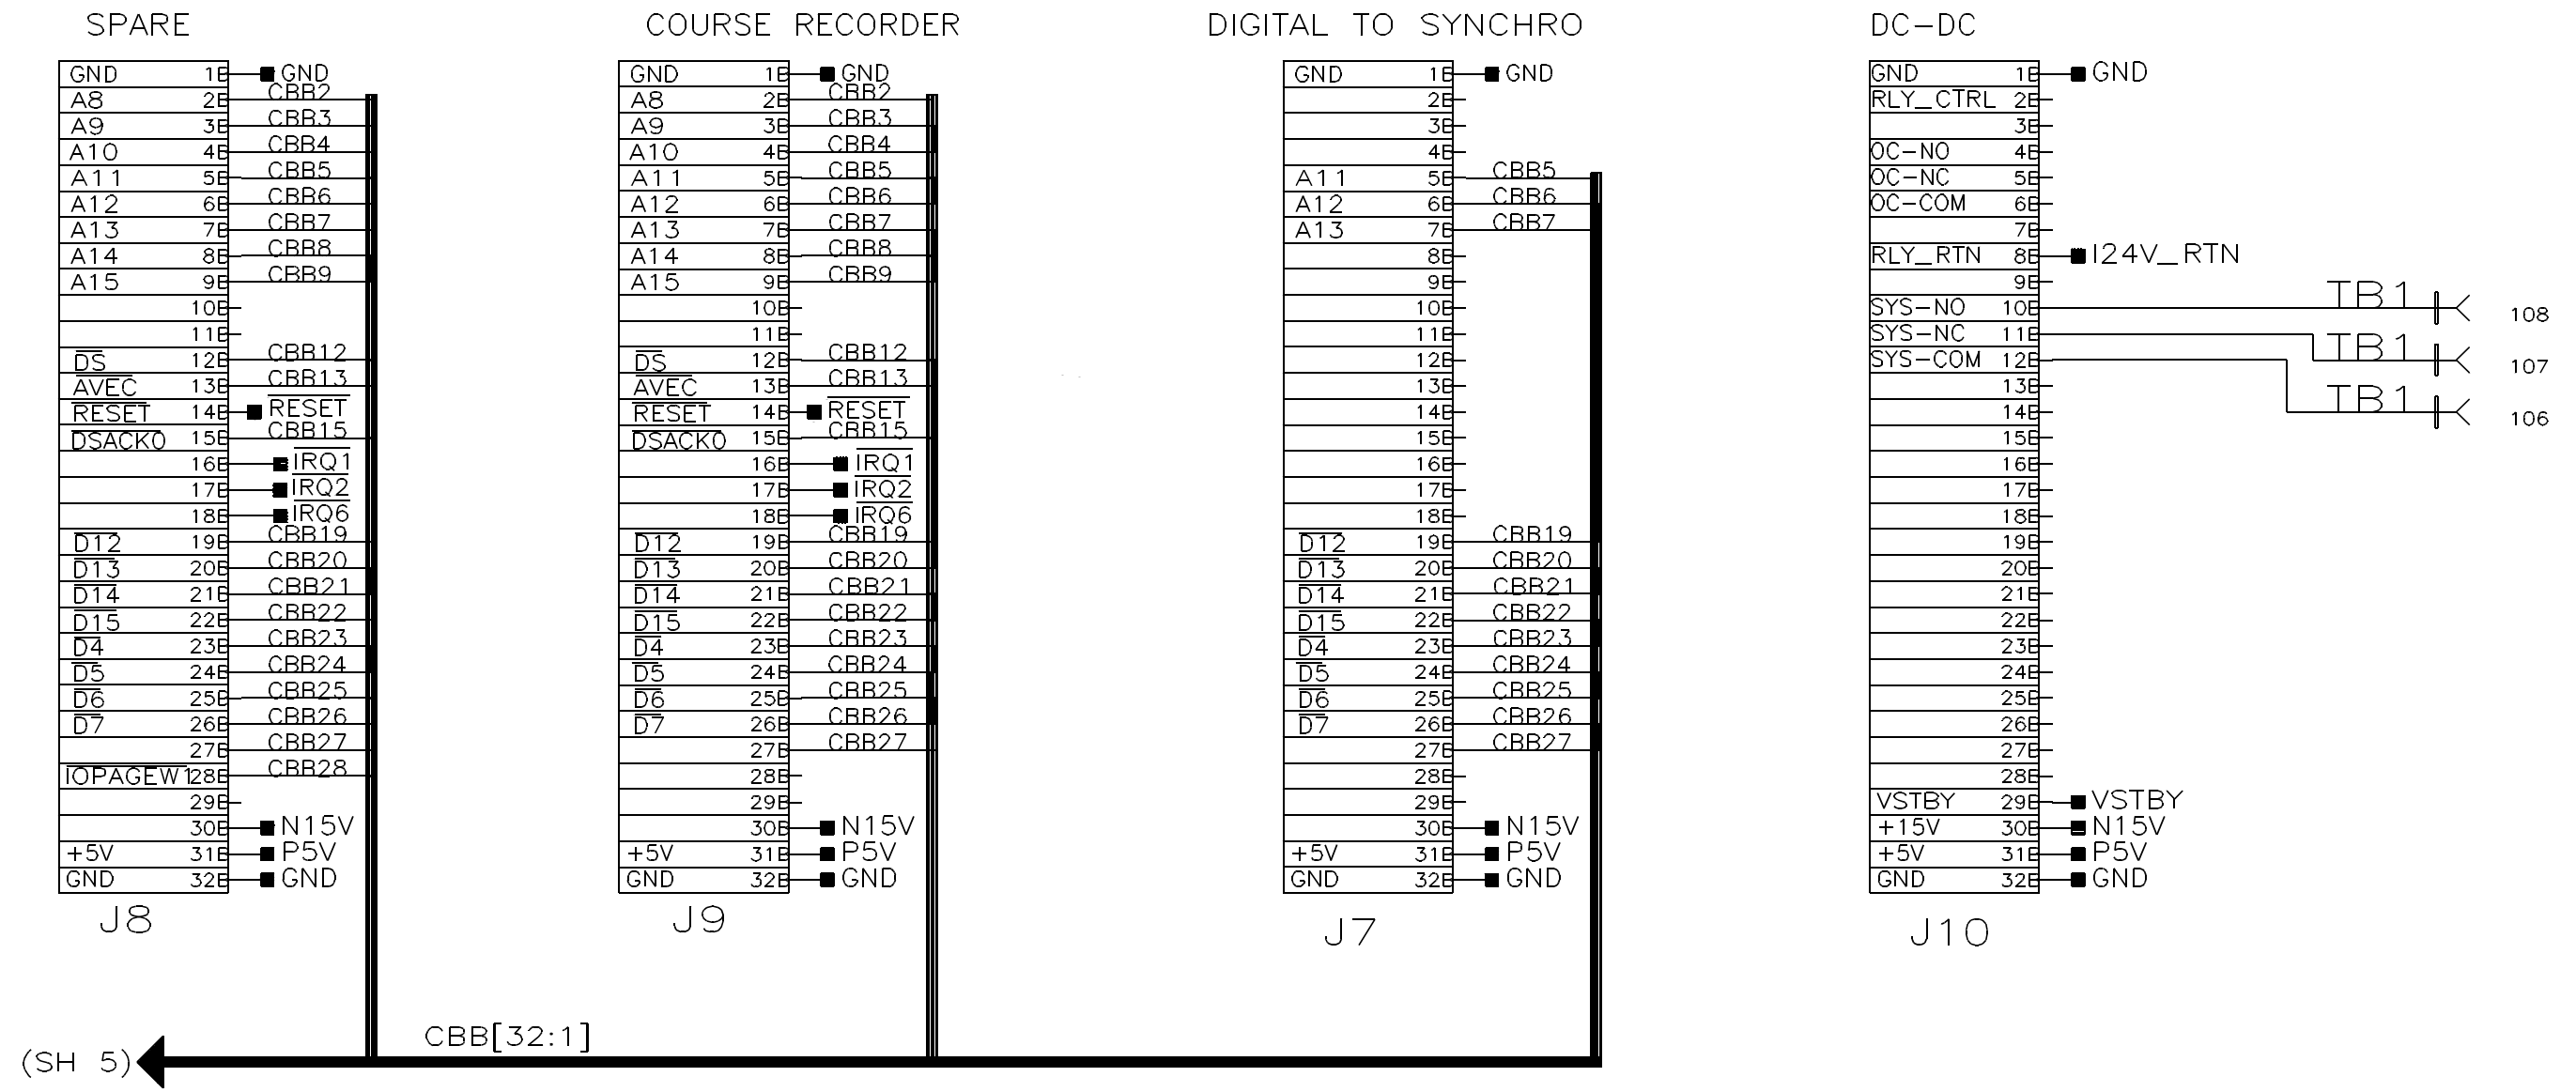 SPARE
GND 1B GND
A8 2B CBB2
A9 3B CBB3
A10 4B CBB4
A11 5B CBB5
A12 6B CBB6
A13 7B CBB7
A14 8B CBB8
A15 9B CBB9
10B
11B
DS 12B CBB12
AVEC 13B CBB13
RESET 14B RESET
DSACK0 15B CBB15
16B IRQ1
17B IRQ2
18B IRQ6
D12 19B CBB19
D13 20B CBB20
D14 21B CBB21
D15 22B CBB22
D4 23B CBB23
D5 24B CBB24
D6 25B CBB25
D7 26B CBB26
27B CBB27
IOPAGEW1 28B CBB28
29B
30B N15V
+5V 31B P5V
GND 32B GND
J8
COURSE RECORDER
GND 1B GND
A8 2B CBB2
A9 3B CBB3
A10 4B CBB4
A11 5B CBB5
A12 6B CBB6
A13 7B CBB7
A14 8B CBB8
A15 9B CBB9
10B
11B
DS 12B CBB12
AVEC 13B CBB13
RESET 14B RESET
DSACK0 15B CBB15
16B IRQ1
17B IRQ2
18B IRQ6
D12 19B CBB19
D13 20B CBB20
D14 21B CBB21
D15 22B CBB22
D4 23B CBB23
D5 24B CBB24
D6 25B CBB25
D7 26B CBB26
27B CBB27
28B
29B
30B N15V
+5V 31B P5V
GND 32B GND
J9
DIGITAL TO SYNCHRO
GND 1B GND
2B
3B
4B
A11 5B CBB5
A12 6B CBB6
A13 7B CBB7
8B
9B
10B
11B
12B
13B
14B
15B
16B
17B
18B
D12 19B CBB19
D13 20B CBB20
D14 21B CBB21
D15 22B CBB22
D4 23B CBB23
D5 24B CBB24
D6 25B CBB25
D7 26B CBB26
27B CBB27
28B
29B
30B N15V
+5V 31B P5V
GND 32B GND
J7
DC-DC
GND 1B GND
RLY_CTRL 2B
3B
OC-NO 4B
OC-NC 5B
OC-COM 6B
7B
RLY_RTN 8B I24V_RTN
9B
SYS-NO 10B TB1 108
SYS-NC 11B TB1 107
SYS-COM 12B TB1 106
13B
14B
15B
16B
17B
18B
19B
20B
21B
22B
23B
24B
25B
26B
27B
28B
VSTBY 29B VSTBY
+15V 30B N15V
+5V 31B P5V
GND 32B GND
J10
CBB[32:1]
(SH 5)